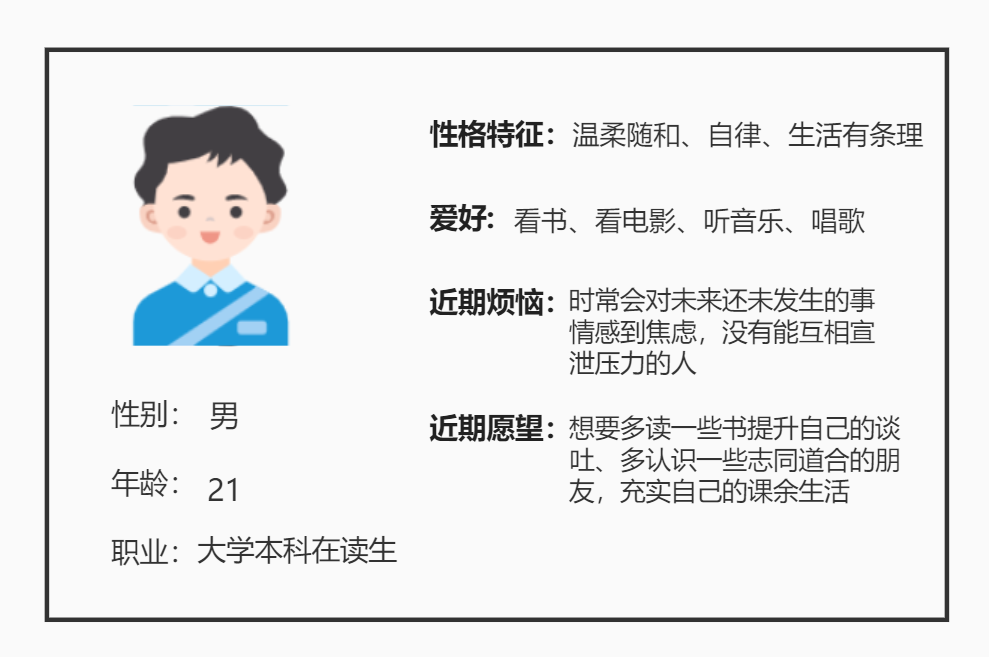 性格特征：温柔随和、自律、生活有条理
爱好: 看书、看电影、听音乐、唱歌
近期烦恼：时常会对未来还未发生的事
情感到焦虑，没有能互相宣
泄压力的人
近期愿望：想要多读一些书提升自己的谈
吐、多认识一些志同道合的朋
友，充实自己的课余生活
性别： 男
年龄： 21
职业：大学本科在读生